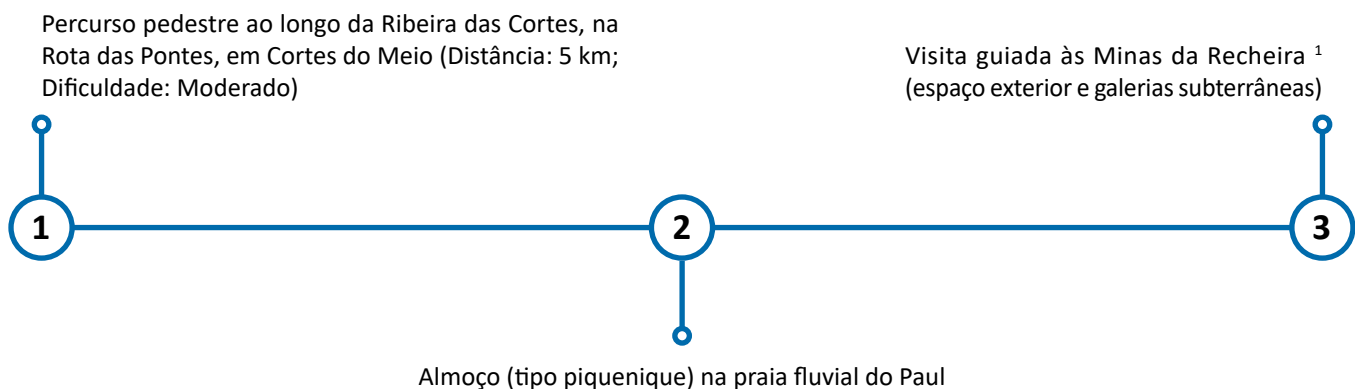 Percurso pedestre ao longo da Ribeira das Cortes, na
Rota das Pontes, em Cortes do Meio (Distância: 5 km;
Dificuldade: Moderado)
Visita guiada às Minas da Recheira ¹
(espaço exterior e galerias subterrâneas)
1
2
3
Almoço (tipo piquenique) na praia fluvial do Paul